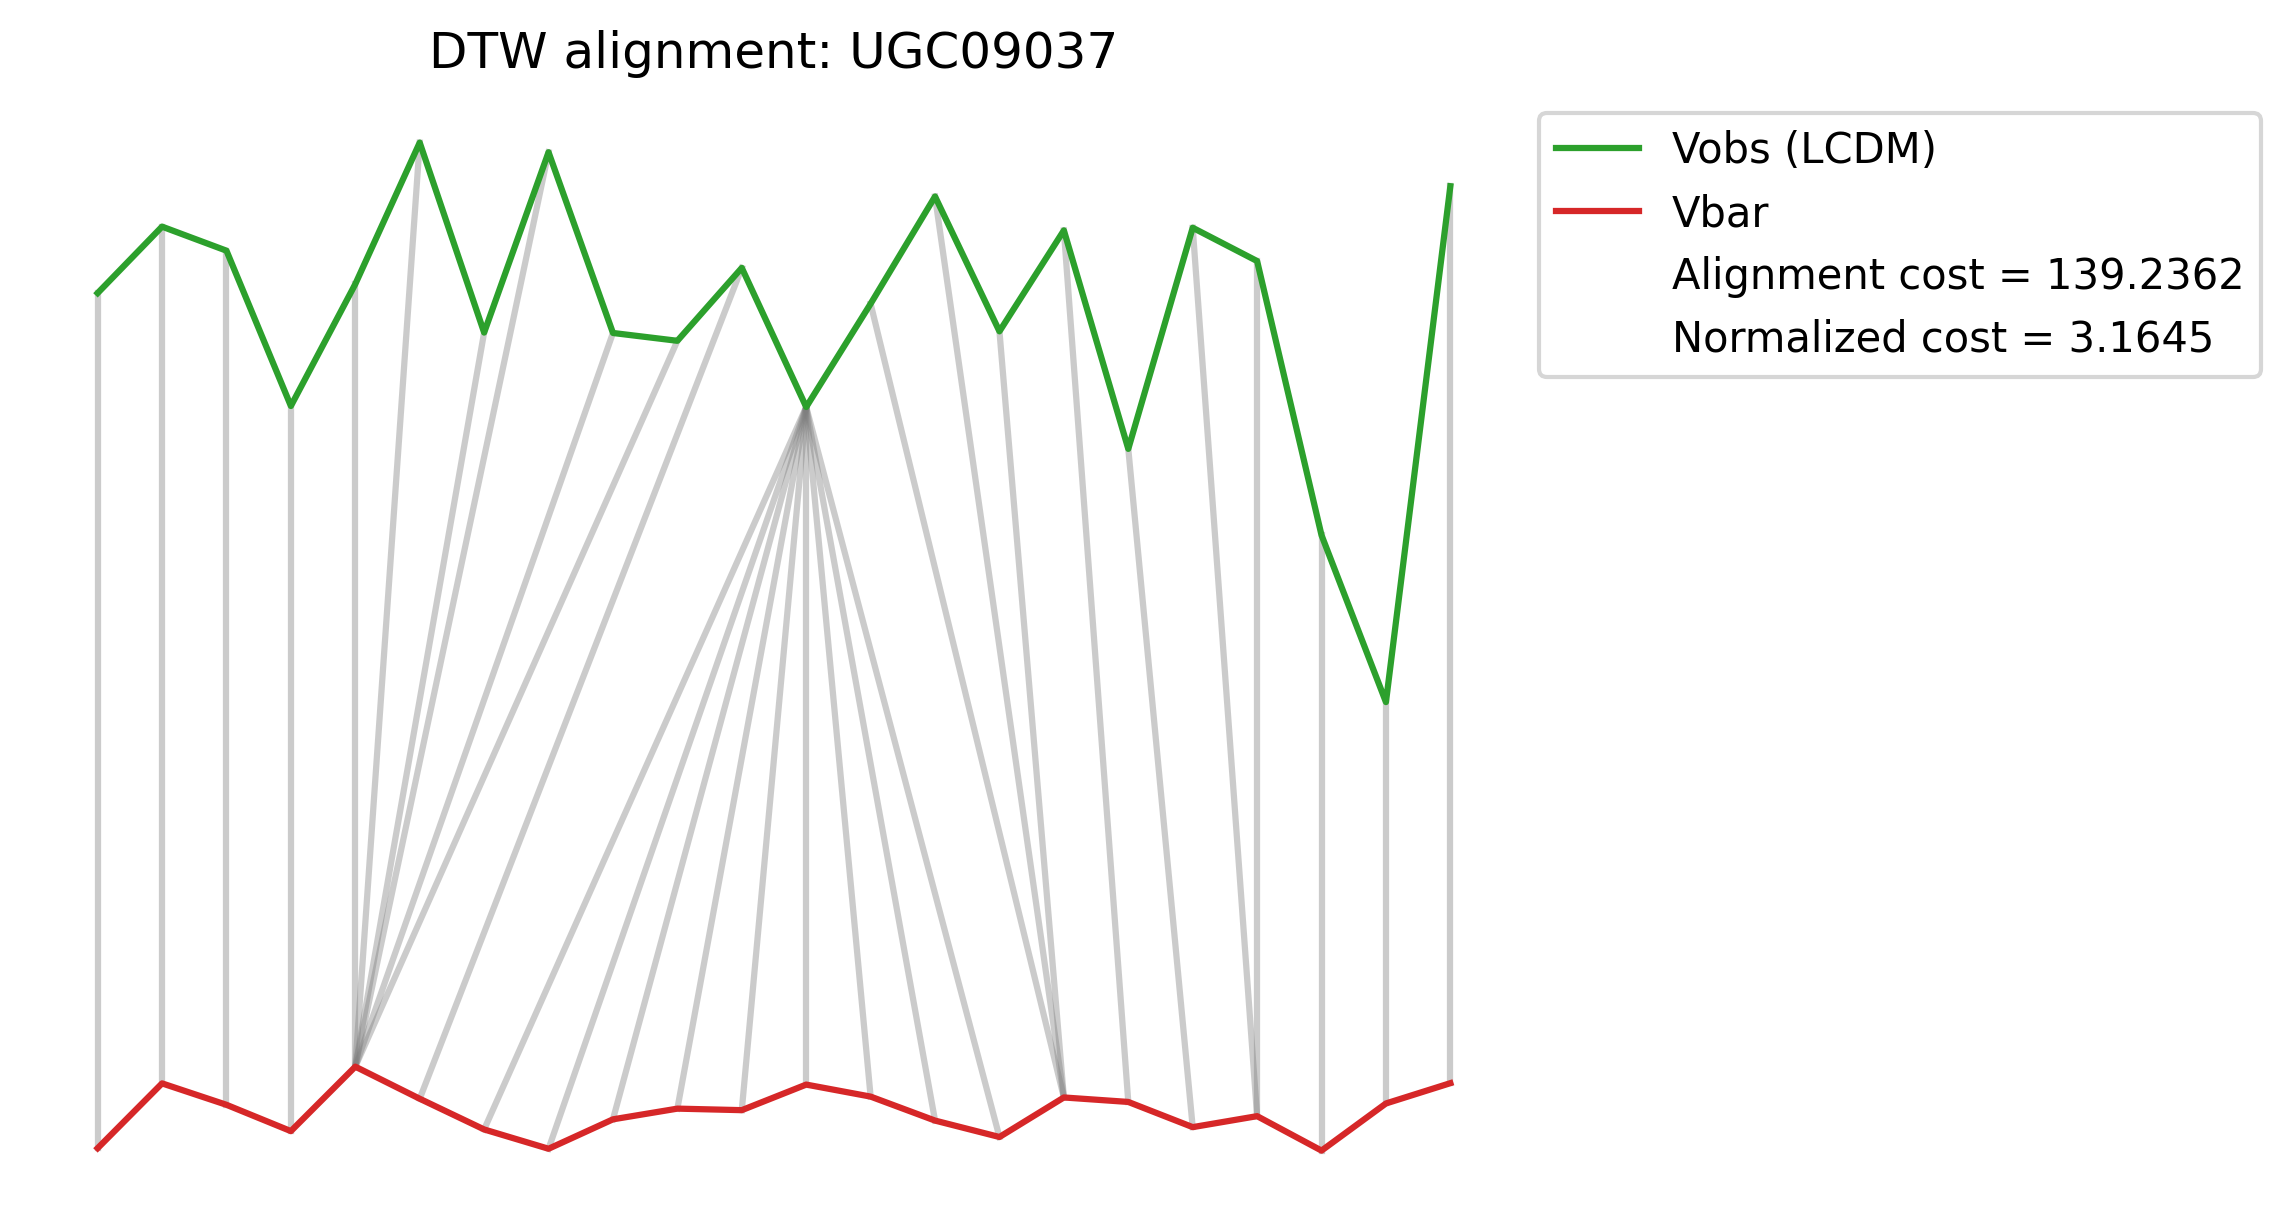 DTW alignment: UGC09037
Vobs (LCDM)
Vbar
Alignment cost = 139.2362
Normalized cost = 3.1645